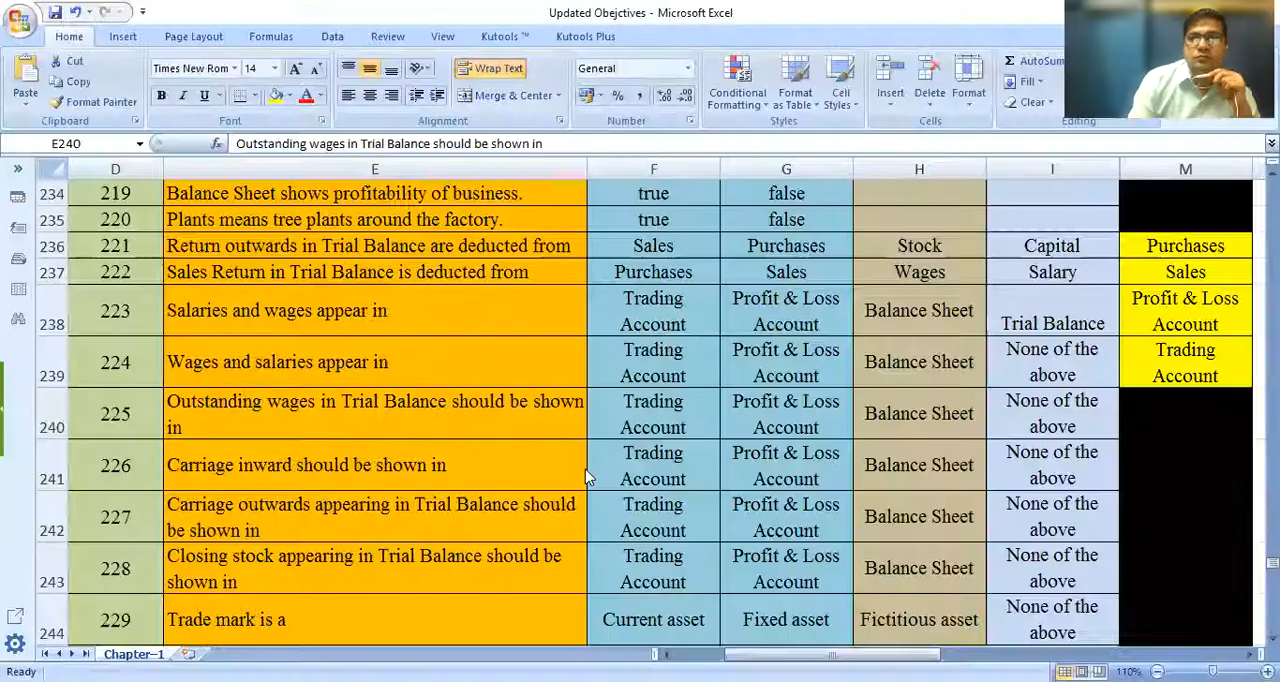 Updated Obejctives - Microsoft Excel
Home Insert Page Layout Formulas Data Review View Kutools ™ Kutools Plus
Paste Cut Copy Format Painter
Times New Rom 14 A A
B I U A
Wrap Text
Merge & Center
General
% ,
Conditional Formatting Format as Table Cell Styles
Insert Delete Format
Σ AutoSum
Fill
Clear
Clipboard Font Alignment Number Styles Cells Editing
E240 fx Outstanding wages in Trial Balance should be shown in
D E F G H I M
234 219 Balance Sheet shows profitability of business. true false
235 220 Plants means tree plants around the factory. true false
236 221 Return outwards in Trial Balance are deducted from Sales Purchases Stock Capital Purchases
237 222 Sales Return in Trial Balance is deducted from Purchases Sales Wages Salary Sales
238 223 Salaries and wages appear in Trading Account Profit & Loss Account Balance Sheet Trial Balance Profit & Loss Account
239 224 Wages and salaries appear in Trading Account Profit & Loss Account Balance Sheet None of the above Trading Account
240 225 Outstanding wages in Trial Balance should be shown in Trading Account Profit & Loss Account Balance Sheet None of the above
241 226 Carriage inward should be shown in Trading Account Profit & Loss Account Balance Sheet None of the above
242 227 Carriage outwards appearing in Trial Balance should be shown in Trading Account Profit & Loss Account Balance Sheet None of the above
243 228 Closing stock appearing in Trial Balance should be shown in Trading Account Profit & Loss Account Balance Sheet None of the above
244 229 Trade mark is a Current asset Fixed asset Fictitious asset None of the above
Chapter-1
Ready 110%